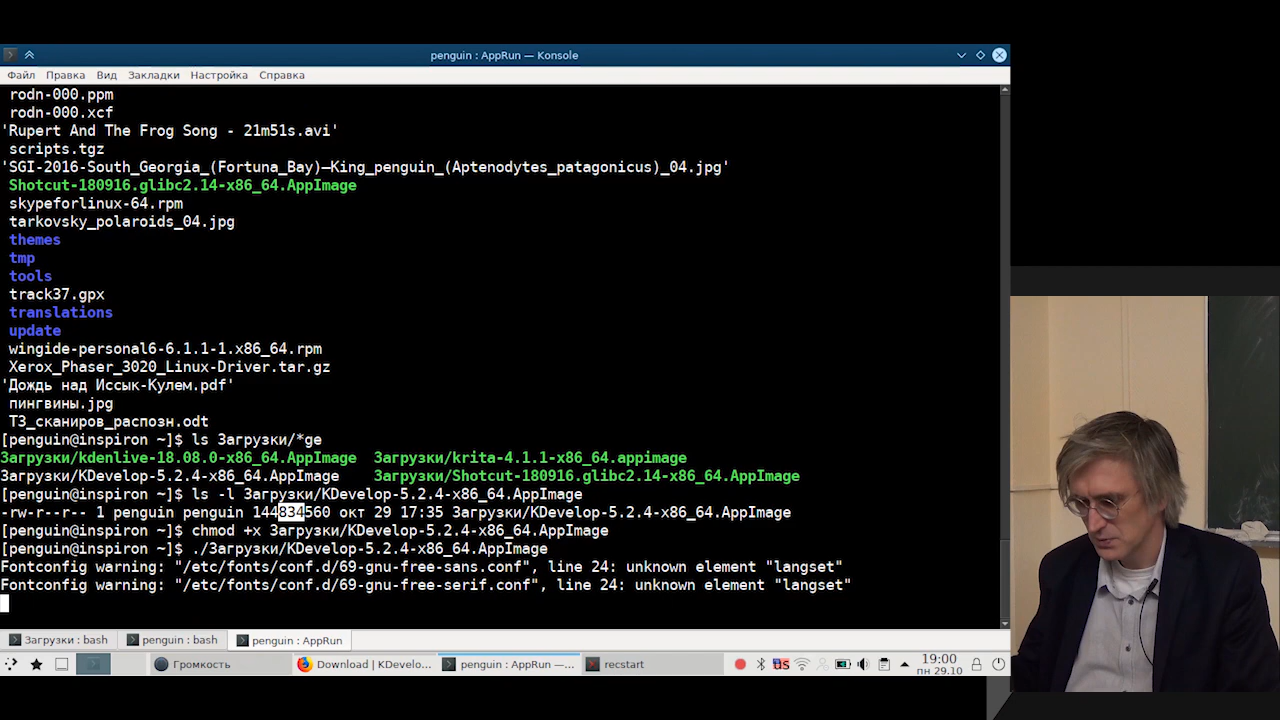 penguin : AppRun — Konsole
Файл Правка Вид Закладки Настройка Справка
rodn-000.ppm
rodn-000.xcf
'Rupert And The Frog Song - 21m51s.avi'
scripts.tgz
'SGI-2016-South_Georgia_(Fortuna_Bay)—King_penguin_(Aptenodytes_patagonicus)_04.jpg'
Shotcut-180916.glibc2.14-x86_64.AppImage
skypeforlinux-64.rpm
tarkovsky_polaroids_04.jpg
themes
tmp
tools
track37.gpx
translations
update
wingide-personal6-6.1.1-1.x86_64.rpm
Xerox_Phaser_3020_Linux-Driver.tar.gz
'Дождь над Иссык-Кулем.pdf'
пингвины.jpg
ТЗ_сканиров_распозн.odt
[penguin@inspiron ~]$ ls Загрузки/*ge
Загрузки/kdenlive-18.08.0-x86_64.AppImage Загрузки/krita-4.1.1-x86_64.appimage
Загрузки/KDevelop-5.2.4-x86_64.AppImage Загрузки/Shotcut-180916.glibc2.14-x86_64.AppImage
[penguin@inspiron ~]$ ls -l Загрузки/KDevelop-5.2.4-x86_64.AppImage
-rw-r--r-- 1 penguin penguin 144834560 окт 29 17:35 Загрузки/KDevelop-5.2.4-x86_64.AppImage
[penguin@inspiron ~]$ chmod +x Загрузки/KDevelop-5.2.4-x86_64.AppImage
[penguin@inspiron ~]$ ./Загрузки/KDevelop-5.2.4-x86_64.AppImage
Fontconfig warning: "/etc/fonts/conf.d/69-gnu-free-sans.conf", line 24: unknown element "langset"
Fontconfig warning: "/etc/fonts/conf.d/69-gnu-free-serif.conf", line 24: unknown element "langset"
Загрузки : bash penguin : bash penguin : AppRun
Громкость Download | KDevelo... penguin : AppRun —... recstart US 19:00
пн 29.10